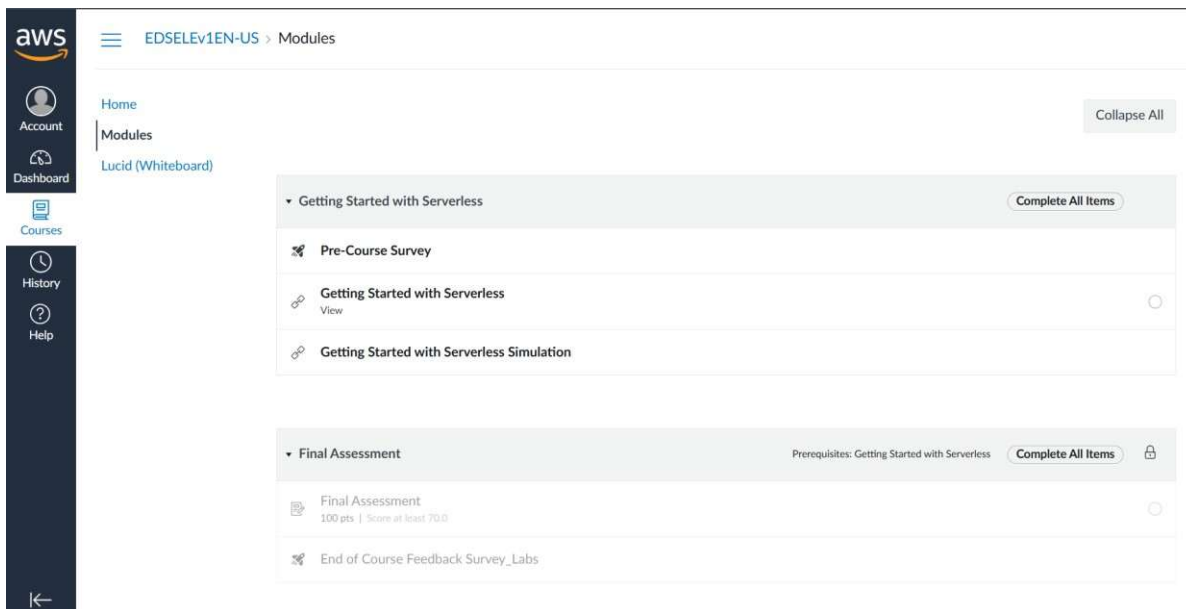 aws
EDSELEv1EN-US > Modules
Account
Dashboard
Courses
History
Help
Home
Modules
Lucid (Whiteboard)
Collapse All
Getting Started with Serverless
Complete All Items
Pre-Course Survey
Getting Started with Serverless
View
Getting Started with Serverless Simulation
Final Assessment
Prerequisites: Getting Started with Serverless
Complete All Items
Final Assessment
100 pts | Score at least 70.0
End of Course Feedback Survey_Labs